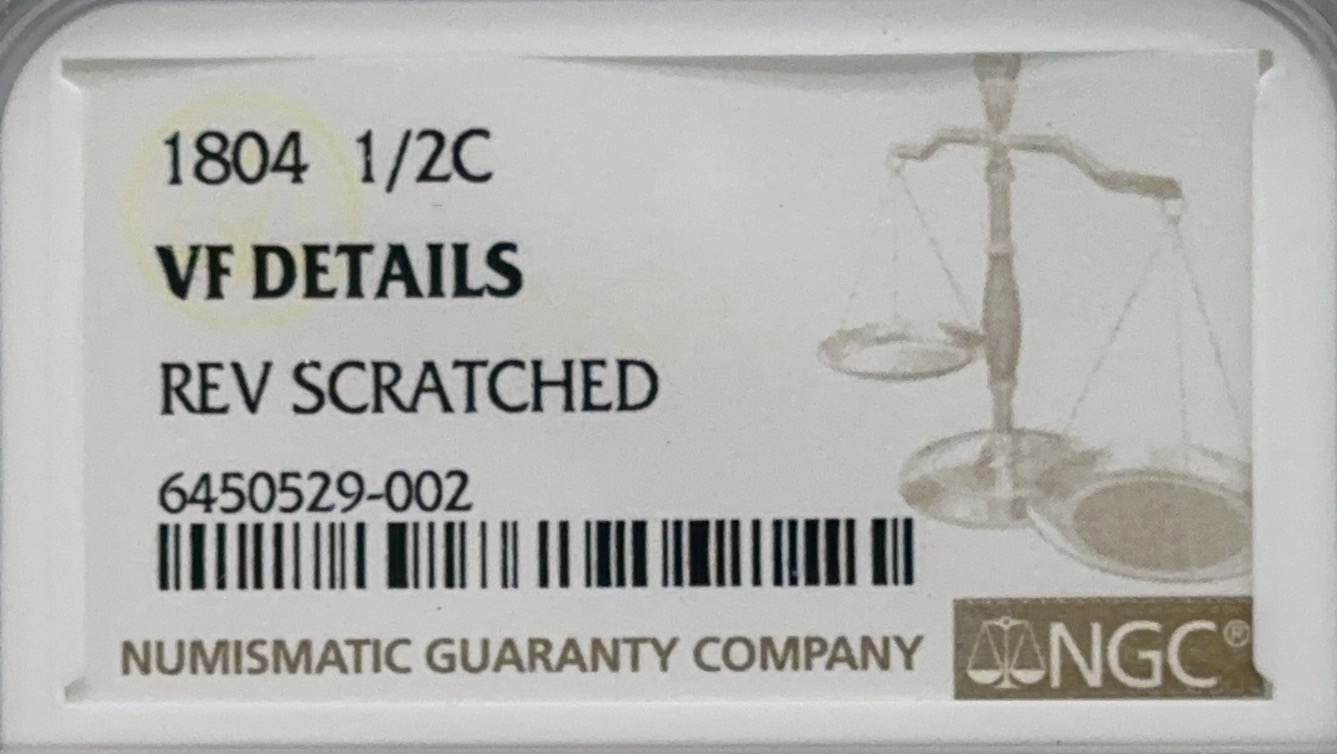 1804 1/2C
VF DETAILS
REV SCRATCHED
6450529-002
NUMISMATIC GUARANTY COMPANY
NGC®